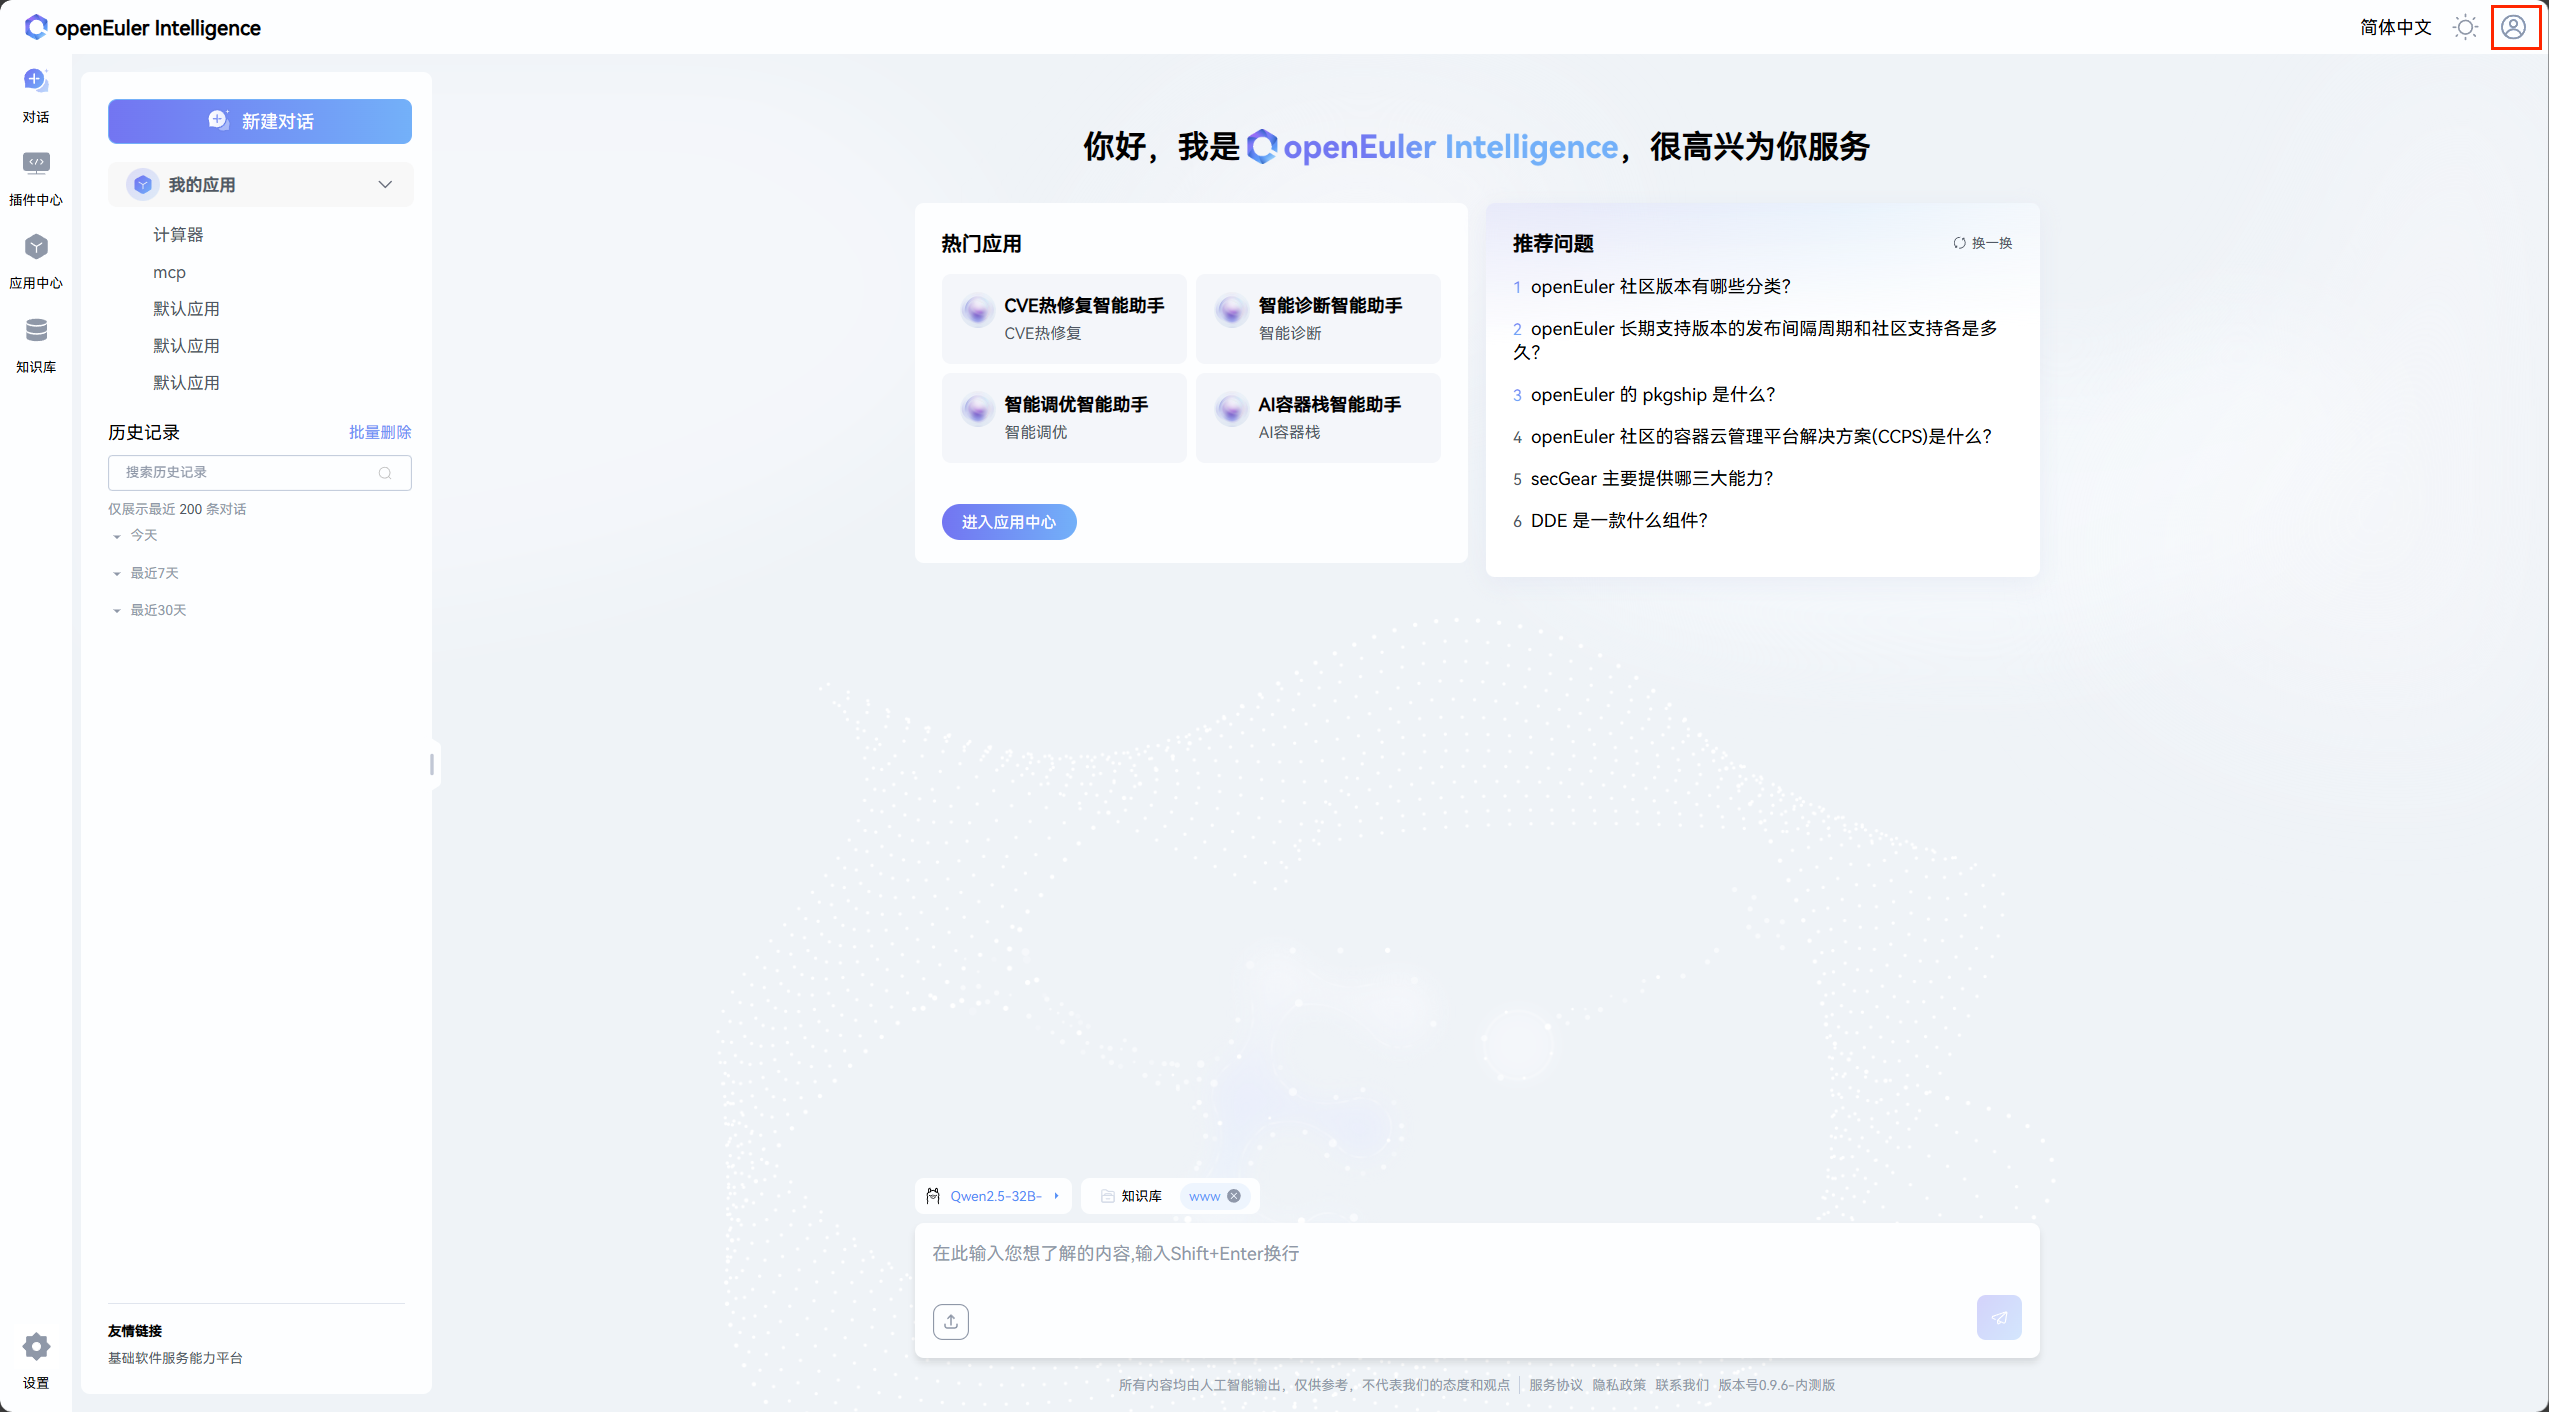 openEuler Intelligence
简体中文
对话
插件中心
应用中心
知识库
设置
新建对话
我的应用
计算器
mcp
默认应用
默认应用
默认应用
历史记录 批量删除
搜索历史记录
仅展示最近 200 条对话
今天
最近7天
最近30天
友情链接
基础软件服务能力平台
你好，我是 openEuler Intelligence，很高兴为你服务
热门应用
CVE热修复智能助手
CVE热修复
智能诊断智能助手
智能诊断
智能调优智能助手
智能调优
AI容器栈智能助手
AI容器栈
进入应用中心
推荐问题 换一换
1 openEuler 社区版本有哪些分类？
2 openEuler 长期支持版本的发布间隔周期和社区支持各是多
久？
3 openEuler 的 pkgship 是什么？
4 openEuler 社区的容器云管理平台解决方案(CCPS)是什么？
5 secGear 主要提供哪三大能力？
6 DDE 是一款什么组件？
Qwen2.5-32B-
知识库 www
在此输入您想了解的内容,输入Shift+Enter换行
所有内容均由人工智能输出，仅供参考，不代表我们的态度和观点 服务协议 隐私政策 联系我们 版本号0.9.6-内测版